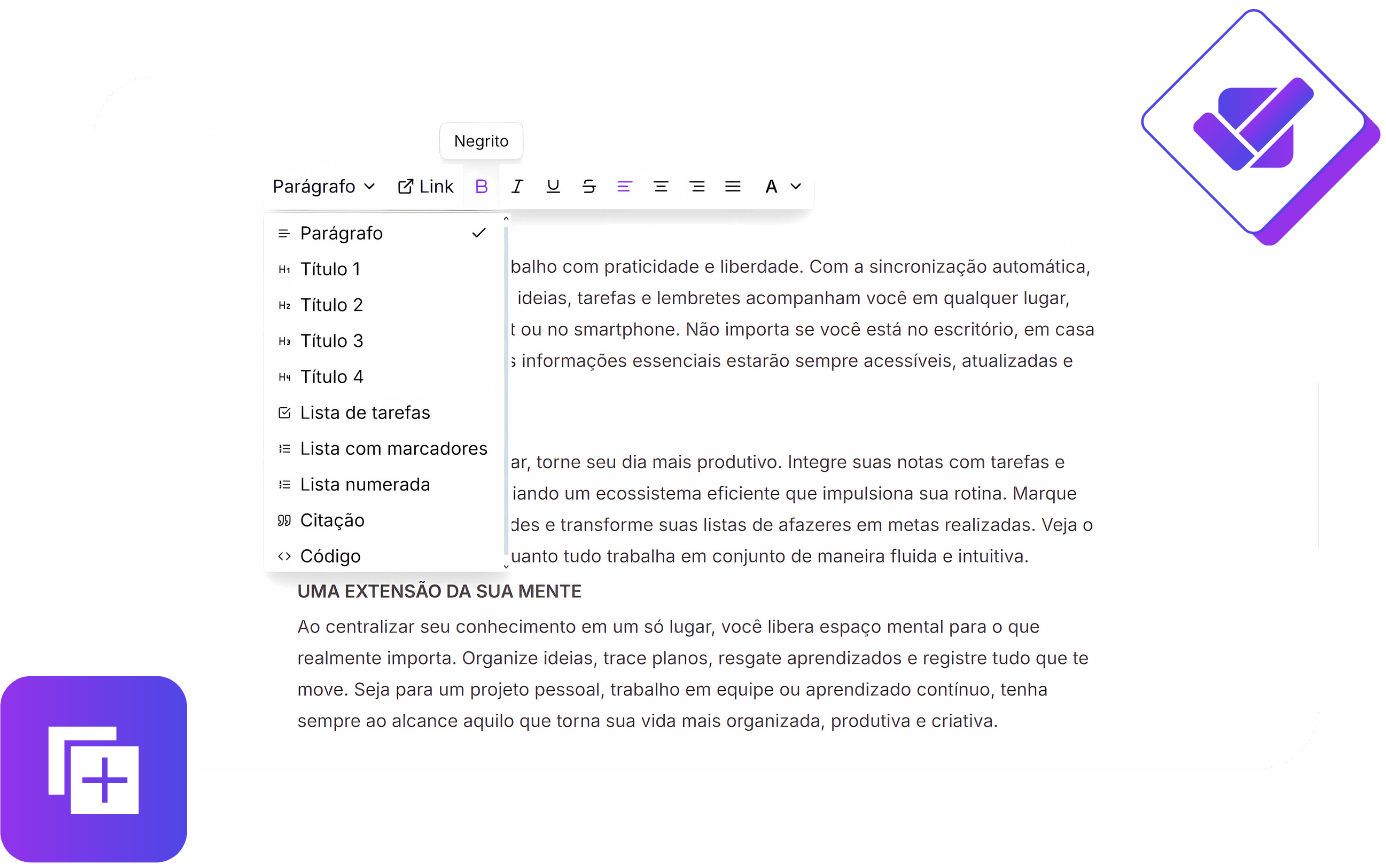 Negrito
Parágrafo Link B I U S A
Parágrafo
H1 Título 1
H2 Título 2
H3 Título 3
H4 Título 4
Lista de tarefas
Lista com marcadores
Lista numerada
Citação
Código
balho com praticidade e liberdade. Com a sincronização automática,
ideias, tarefas e lembretes acompanham você em qualquer lugar,
t ou no smartphone. Não importa se você está no escritório, em casa
s informações essenciais estarão sempre acessíveis, atualizadas e
ar, torne seu dia mais produtivo. Integre suas notas com tarefas e
iando um ecossistema eficiente que impulsiona sua rotina. Marque
des e transforme suas listas de afazeres em metas realizadas. Veja o
uanto tudo trabalha em conjunto de maneira fluida e intuitiva.
UMA EXTENSÃO DA SUA MENTE
Ao centralizar seu conhecimento em um só lugar, você libera espaço mental para o que
realmente importa. Organize ideias, trace planos, resgate aprendizados e registre tudo que te
move. Seja para um projeto pessoal, trabalho em equipe ou aprendizado contínuo, tenha
sempre ao alcance aquilo que torna sua vida mais organizada, produtiva e criativa.